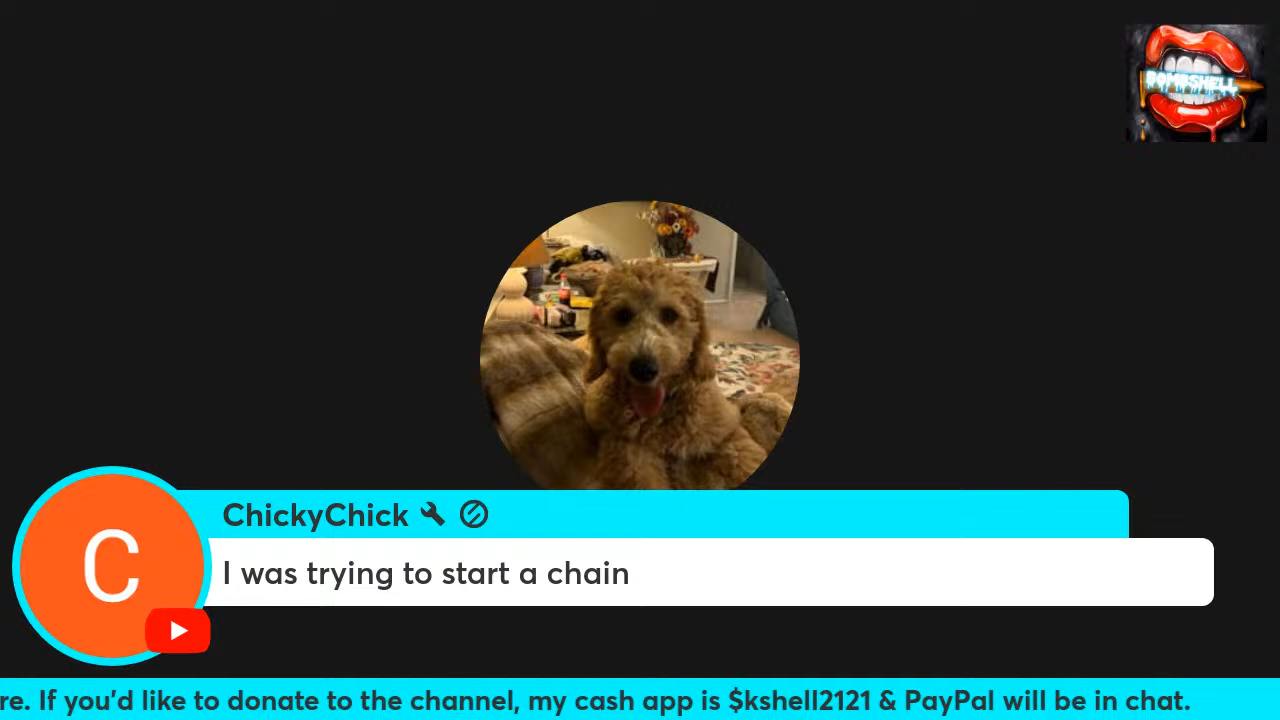 BOMBSHELL
C
ChickyChick
I was trying to start a chain
re. If you'd like to donate to the channel, my cash app is $kshell2121 & PayPal will be in chat.